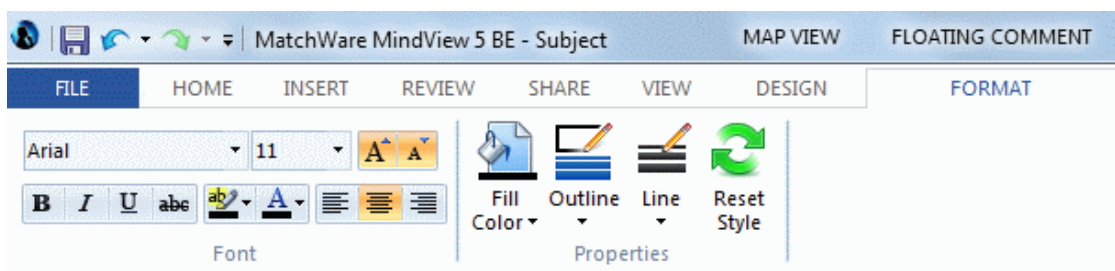 MatchWare MindView 5 BE - Subject MAP VIEW FLOATING COMMENT
FILE HOME INSERT REVIEW SHARE VIEW DESIGN FORMAT
Arial 11 A A
B I U abc ab A
Fill Color Outline Line Reset Style
Font Properties